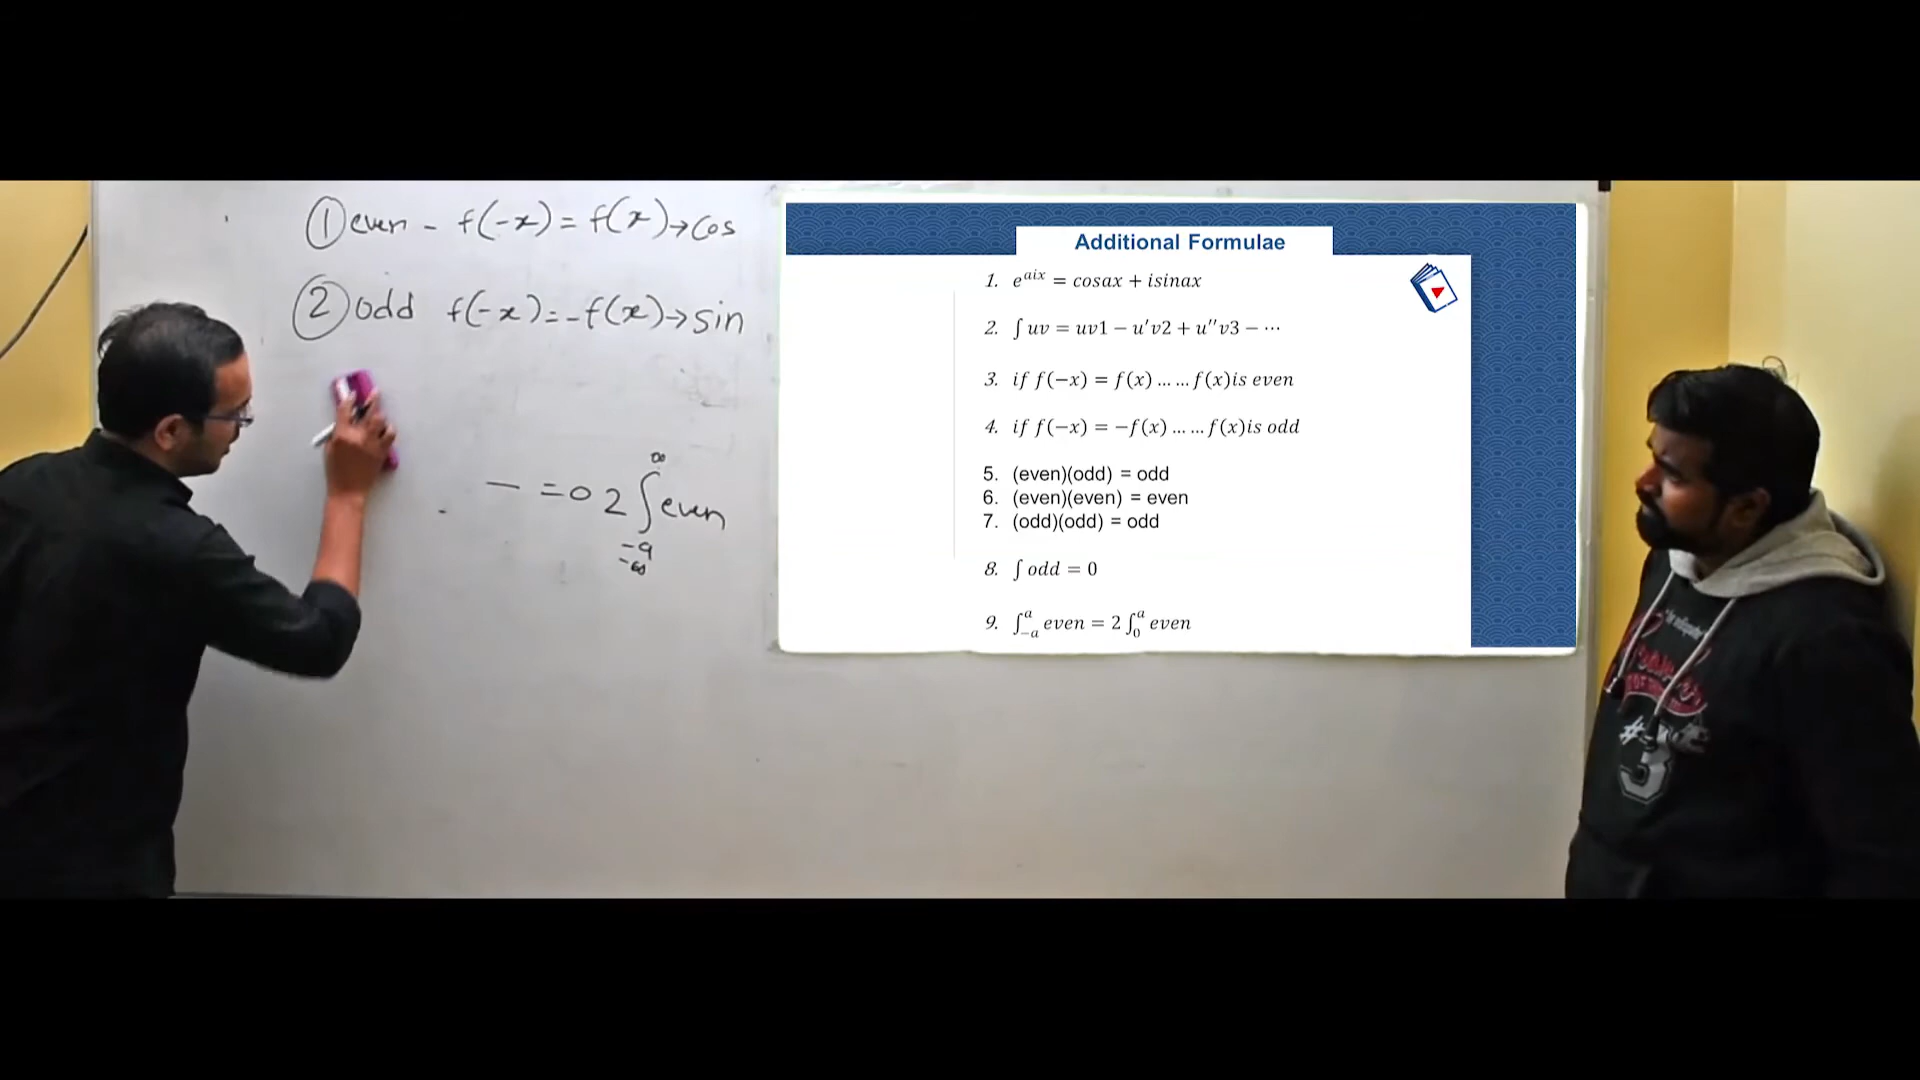 ① even - f(-x) = f(x) → Cos
② odd f(-x) = -f(x) → sin
— = 0 2 ∫ even
∞
-a
-∞
Additional Formulae
1. e^{aix} = cosax + isinax
2. ∫ uv = uv1 − u′v2 + u′′v3 − ⋯
3. if f(−x) = f(x) … … f(x)is even
4. if f(−x) = −f(x) … … f(x)is odd
5. (even)(odd) = odd
6. (even)(even) = even
7. (odd)(odd) = odd
8. ∫ odd = 0
9. ∫_{−a}^{a} even = 2 ∫_{0}^{a} even
#3